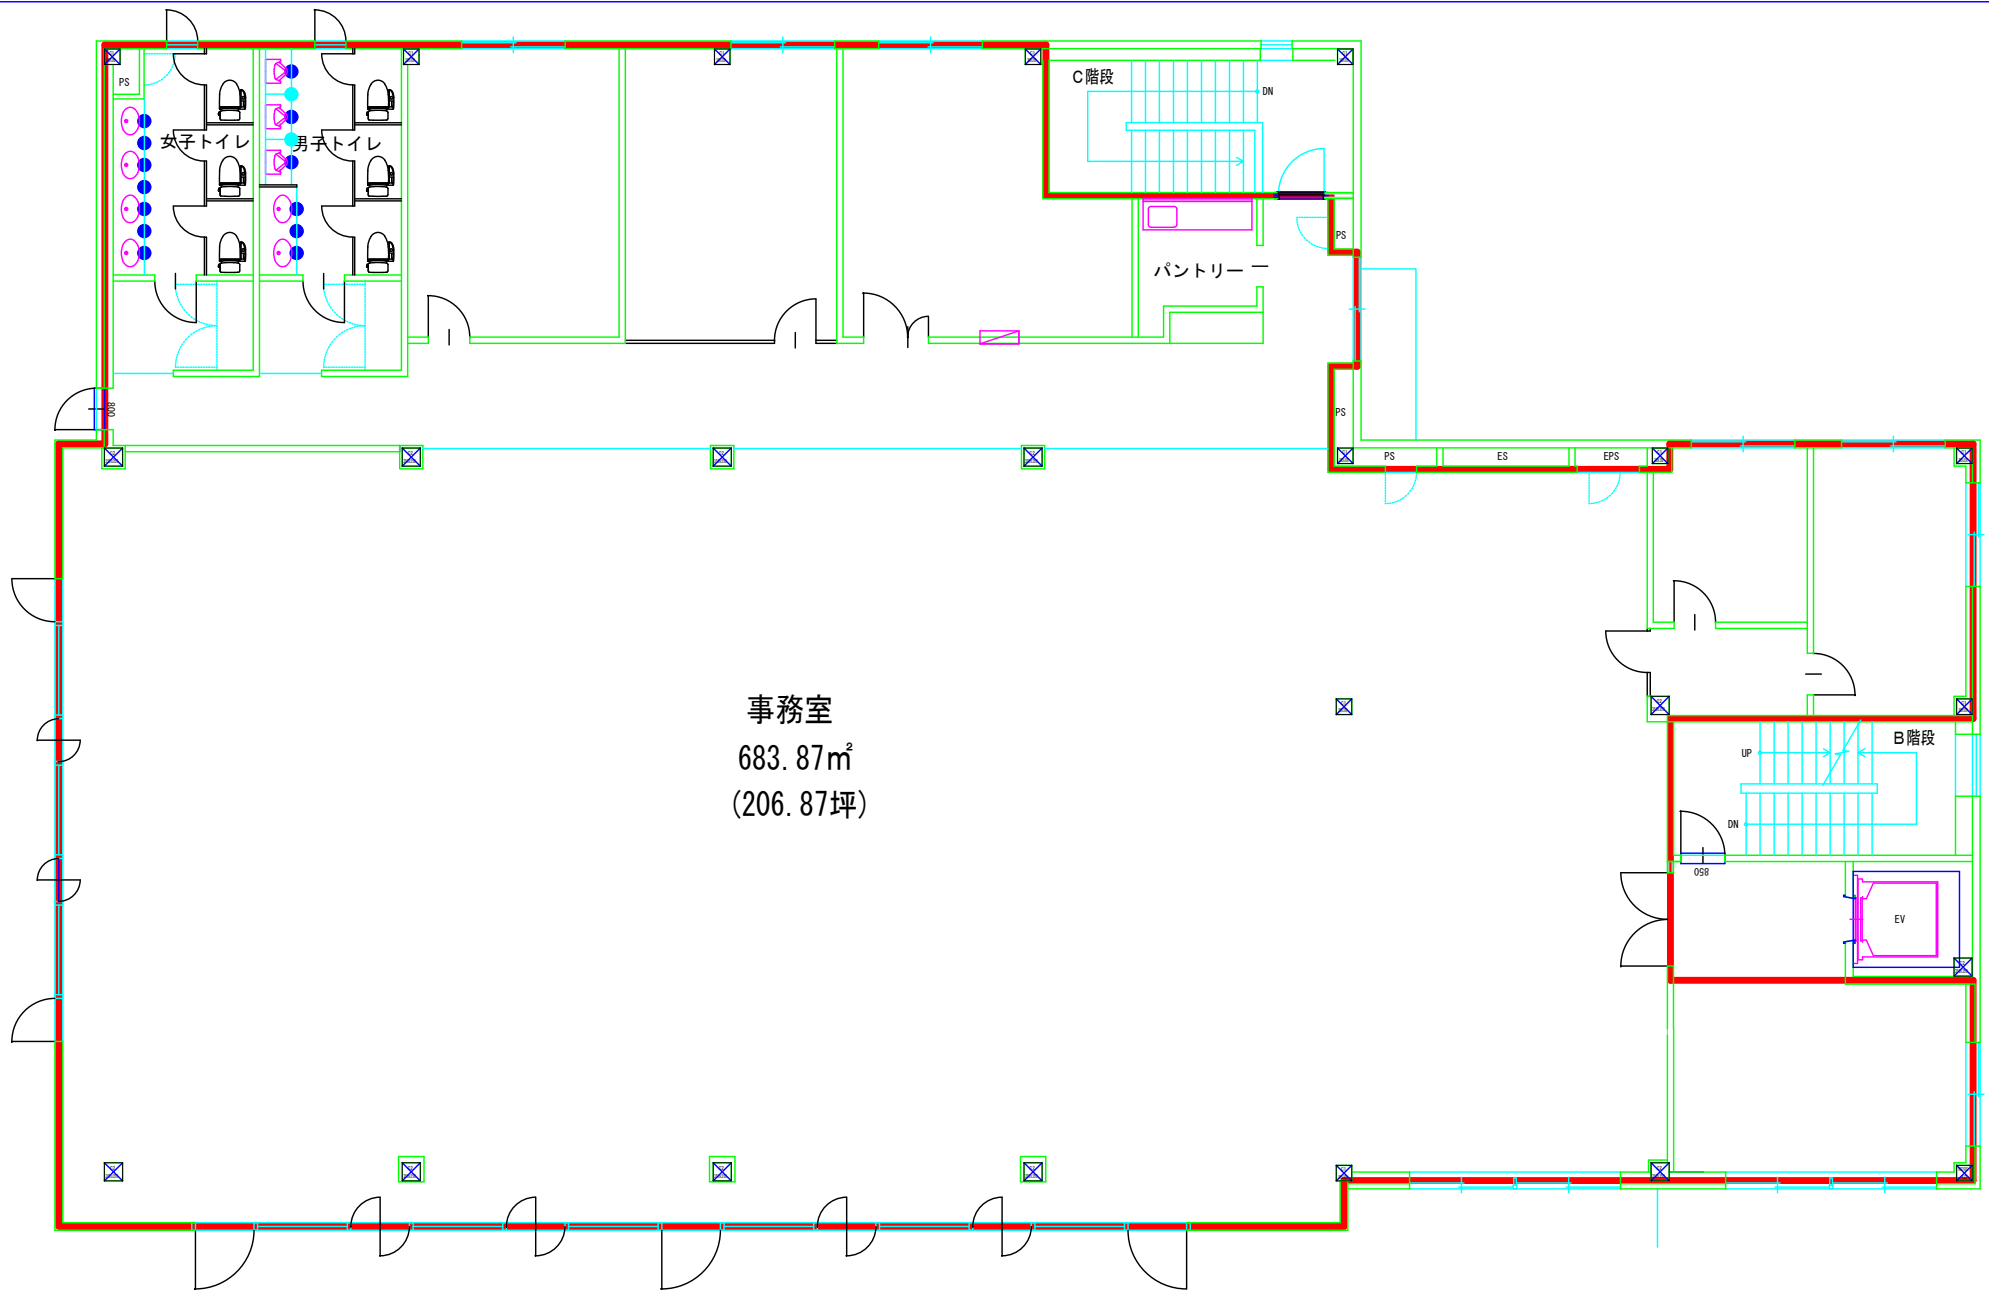 C階段
DN
PS
女子トイレ
男子トイレ
PS
パントリー
800
PS
PS
ES
EPS
事務室
683.87㎡
(206.87坪)
B階段
UP
DN
850
EV